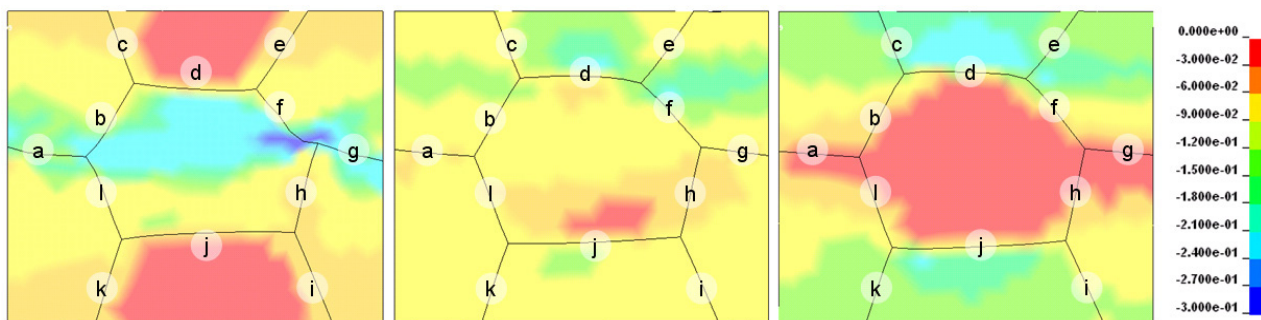 c
e
d
b
f
a
g
l
h
j
k
i
c
e
d
b
f
a
g
l
h
j
k
i
c
e
d
b
f
a
g
l
h
j
k
i
0.000e+00
-3.000e-02
-6.000e-02
-9.000e-02
-1.200e-01
-1.500e-01
-1.800e-01
-2.100e-01
-2.400e-01
-2.700e-01
-3.000e-01